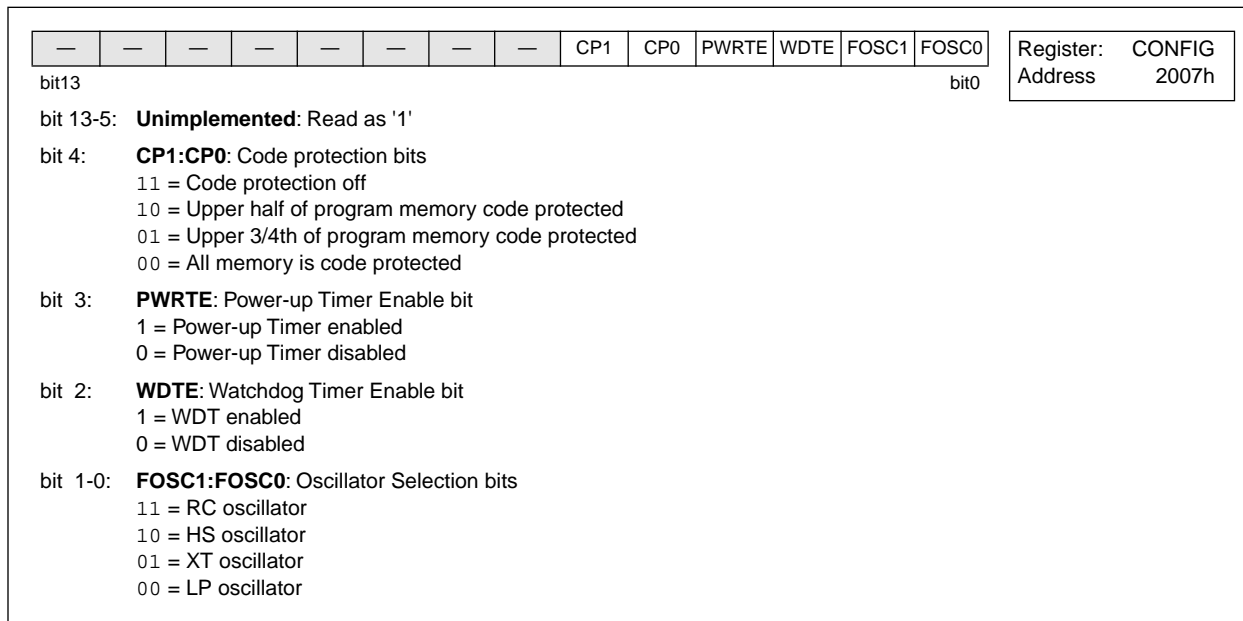 — — — — — — — — CP1 CP0 PWRTE WDTE FOSC1 FOSC0
bit13 bit0
Register: CONFIG
Address 2007h
bit 13-5: Unimplemented: Read as '1'
bit 4: CP1:CP0: Code protection bits
11 = Code protection off
10 = Upper half of program memory code protected
01 = Upper 3/4th of program memory code protected
00 = All memory is code protected
bit 3: PWRTE: Power-up Timer Enable bit
1 = Power-up Timer enabled
0 = Power-up Timer disabled
bit 2: WDTE: Watchdog Timer Enable bit
1 = WDT enabled
0 = WDT disabled
bit 1-0: FOSC1:FOSC0: Oscillator Selection bits
11 = RC oscillator
10 = HS oscillator
01 = XT oscillator
00 = LP oscillator